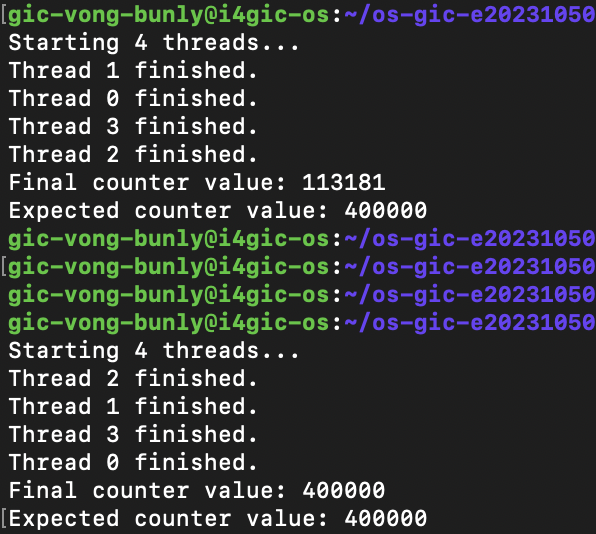 gic-vong-bunly@i4gic-os:~/os-gic-e20231050
Starting 4 threads...
Thread 1 finished.
Thread 0 finished.
Thread 3 finished.
Thread 2 finished.
Final counter value: 113181
Expected counter value: 400000
gic-vong-bunly@i4gic-os:~/os-gic-e20231050
[gic-vong-bunly@i4gic-os:~/os-gic-e20231050
gic-vong-bunly@i4gic-os:~/os-gic-e20231050
gic-vong-bunly@i4gic-os:~/os-gic-e20231050
Starting 4 threads...
Thread 2 finished.
Thread 1 finished.
Thread 3 finished.
Thread 0 finished.
Final counter value: 400000
[Expected counter value: 400000